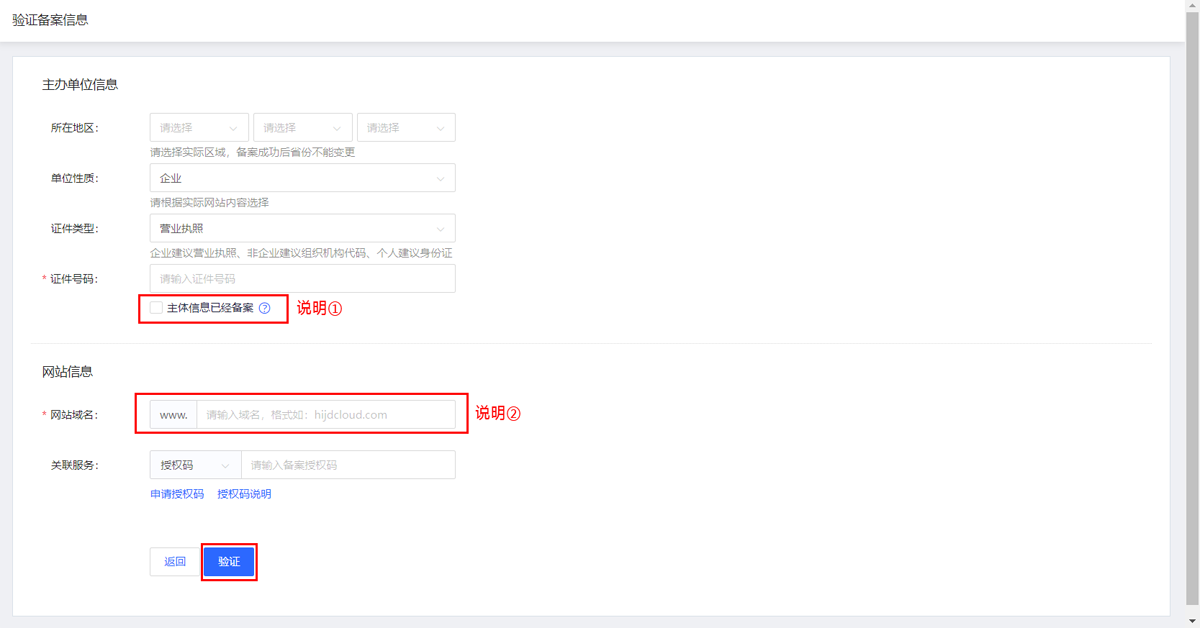 验证备案信息
主办单位信息
所在地区： 请选择 请选择 请选择
请选择实际区域，备案成功后省份不能变更
单位性质： 企业
请根据实际网站内容选择
证件类型： 营业执照
企业建议营业执照、非企业建议组织机构代码、个人建议身份证
* 证件号码： 请输入证件号码
主体信息已经备案 ? 说明①
网站信息
* 网站域名： www. 请输入域名，格式如：hijdcloud.com 说明②
关联服务： 授权码 请输入备案授权码
申请授权码 授权码说明
返回 验证